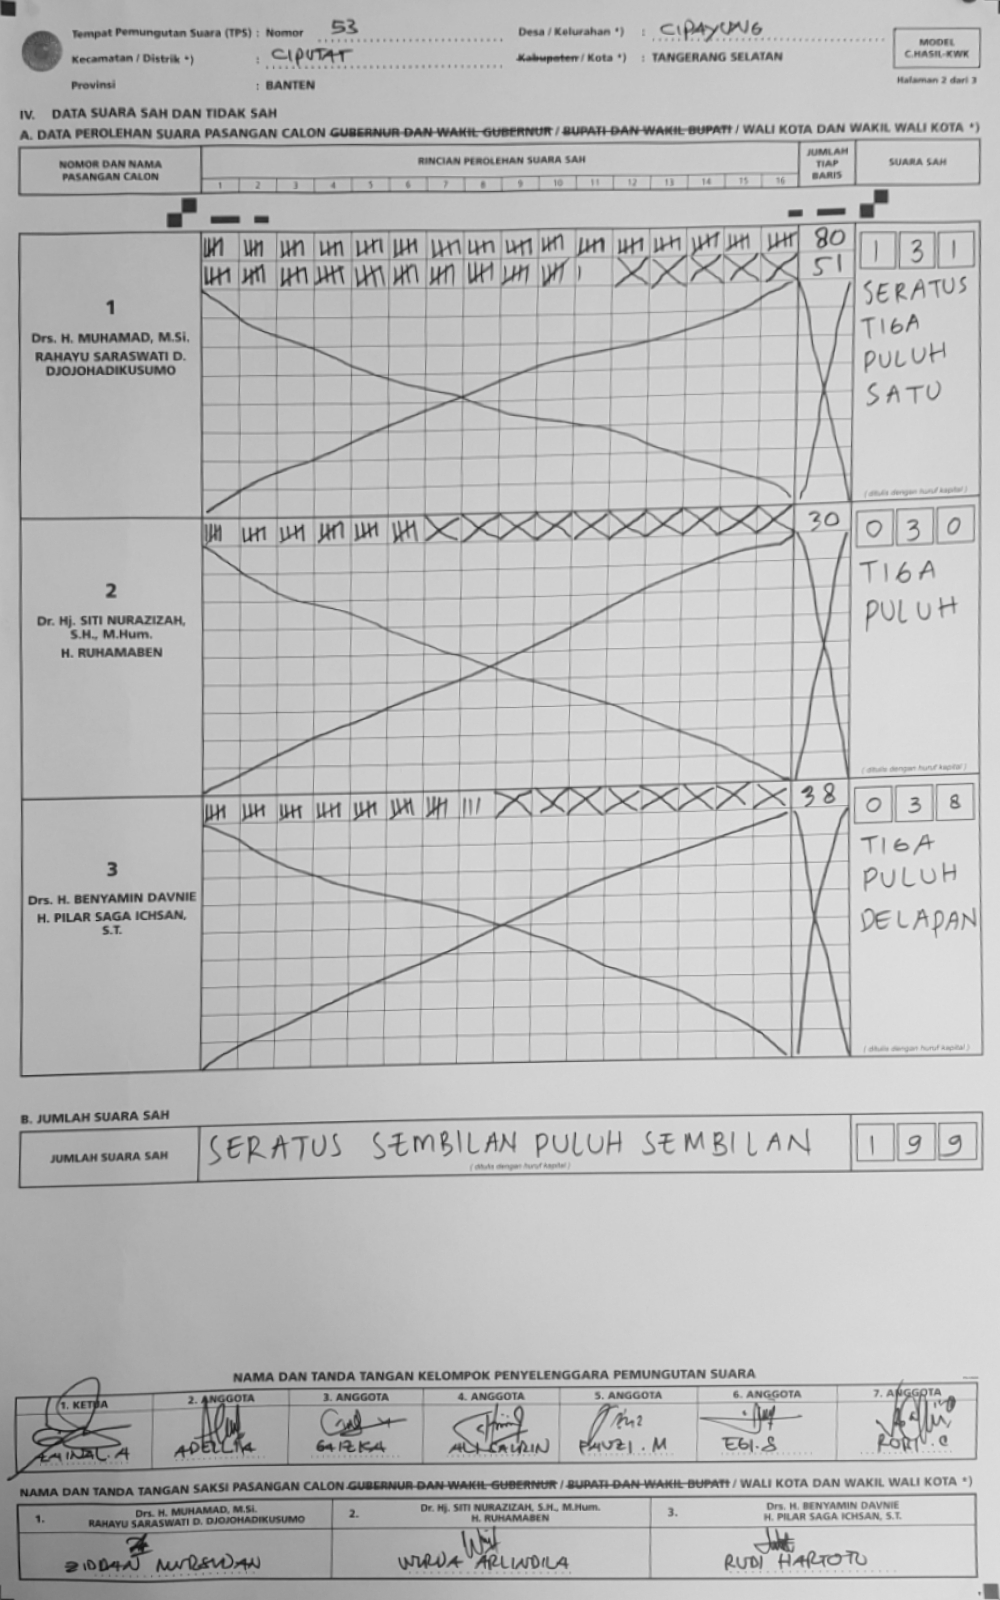 Tempat Pemungutan Suara (TPS) : Nomor 53 Desa / Kelurahan *) : CIPAYUNG
Kecamatan / Distrik *) : CIPUTAT Kabupaten / Kota *) : TANGERANG SELATAN
Provinsi : BANTEN
MODEL
C.HASIL-KWK
Halaman 2 dari 3
IV. DATA SUARA SAH DAN TIDAK SAH
A. DATA PEROLEHAN SUARA PASANGAN CALON GUBERNUR DAN WAKIL GUBERNUR / BUPATI DAN WAKIL BUPATI / WALI KOTA DAN WAKIL WALI KOTA *)
NOMOR DAN NAMA
PASANGAN CALON
RINCIAN PEROLEHAN SUARA SAH
1 2 3 4 5 6 7 8 9 10 11 12 13 14 15 16
JUMLAH
TIAP
BARIS
SUARA SAH
1
Drs. H. MUHAMAD, M.Si.
RAHAYU SARASWATI D.
DJOJOHADIKUSUMO
80
51
1 3 1
SERATUS
TIGA
PULUH
SATU
( ditulis dengan huruf kapital )
2
Dr. Hj. SITI NURAZIZAH,
S.H., M.Hum.
H. RUHAMABEN
30
0 3 0
TIGA
PULUH
( ditulis dengan huruf kapital )
3
Drs. H. BENYAMIN DAVNIE
H. PILAR SAGA ICHSAN,
S.T.
38
0 3 8
TIGA
PULUH
DELAPAN
( ditulis dengan huruf kapital )
B. JUMLAH SUARA SAH
JUMLAH SUARA SAH
SERATUS SEMBILAN PULUH SEMBILAN
( ditulis dengan huruf kapital )
1 9 9
NAMA DAN TANDA TANGAN KELOMPOK PENYELENGGARA PEMUNGUTAN SUARA
1. KETUA 2. ANGGOTA 3. ANGGOTA 4. ANGGOTA 5. ANGGOTA 6. ANGGOTA 7. ANGGOTA
GAIZKA FAUZI. M EGI.S
NAMA DAN TANDA TANGAN SAKSI PASANGAN CALON GUBERNUR DAN WAKIL GUBERNUR / BUPATI DAN WAKIL BUPATI / WALI KOTA DAN WAKIL WALI KOTA *)
1. Drs. H. MUHAMAD, M.Si.
RAHAYU SARASWATI D. DJOJOHADIKUSUMO
2. Dr. Hj. SITI NURAZIZAH, S.H., M.Hum.
H. RUHAMABEN
3. Drs. H. BENYAMIN DAVNIE
H. PILAR SAGA ICHSAN, S.T.
ZIDDAN ARLINDILA RUDI HARTOTO